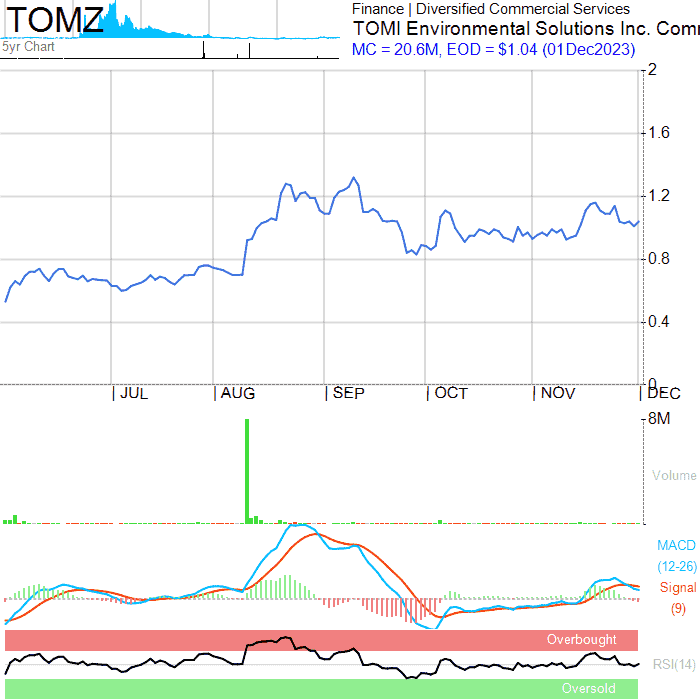 TOMZ
5yr Chart
Finance | Diversified Commercial Services
TOMI Environmental Solutions Inc. Com
MC = 20.6M, EOD = $1.04 (01Dec2023)
2
1.6
1.2
0.8
0.4
0
JUL AUG SEP OCT NOV DEC
8M
Volume
MACD
(12-26)
Signal
(9)
Overbought
RSI(14)
Oversold